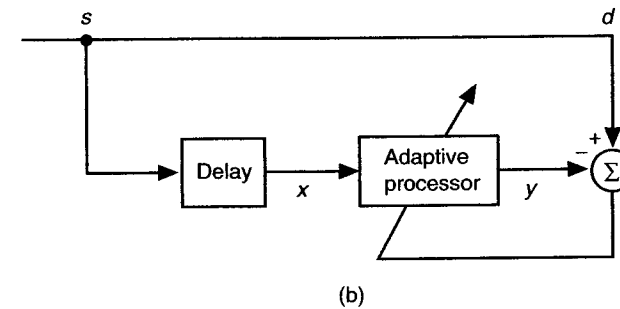 s
d
+
−
Delay
x
Adaptive
processor
y
Σ
(b)